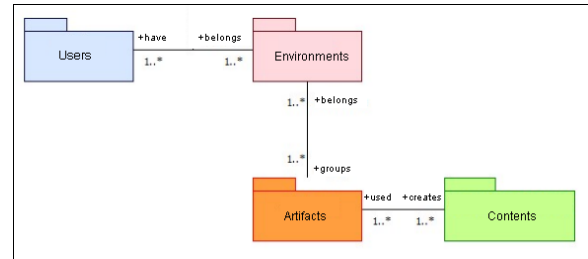 +have
+belongs
Users
Environments
1..*
1..*
1..*
+belongs
1..*
+groups
+used
+creates
Artifacts
Contents
1..*
1..*